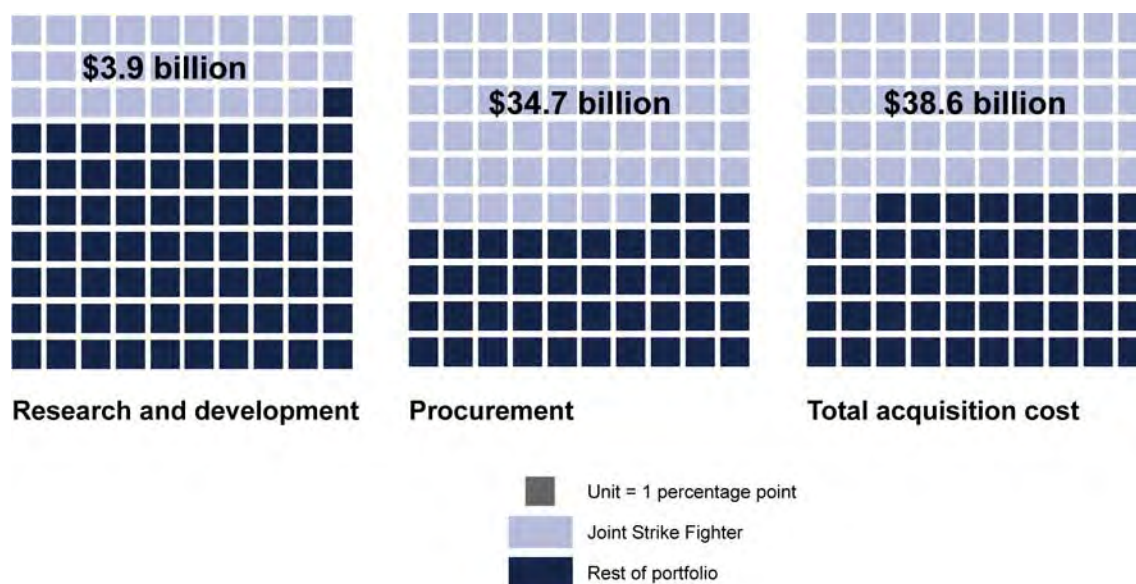 $3.9 billion
$34.7 billion
$38.6 billion
Research and development
Procurement
Total acquisition cost
Unit = 1 percentage point
Joint Strike Fighter
Rest of portfolio